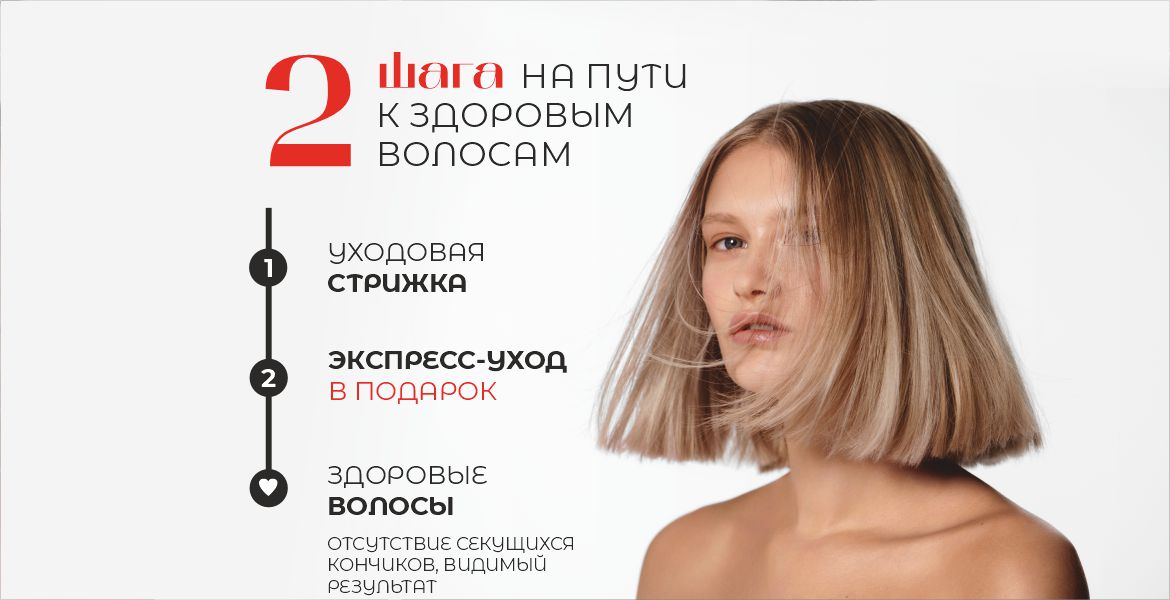 2 шага НА ПУТИ
К ЗДОРОВЫМ
ВОЛОСАМ
1
УХОДОВАЯ
СТРИЖКА
2
ЭКСПРЕСС-УХОД
В ПОДАРОК
ЗДОРОВЫЕ
ВОЛОСЫ
ОТСУТСТВИЕ СЕКУЩИХСЯ
КОНЧИКОВ, ВИДИМЫЙ
РЕЗУЛЬТАТ